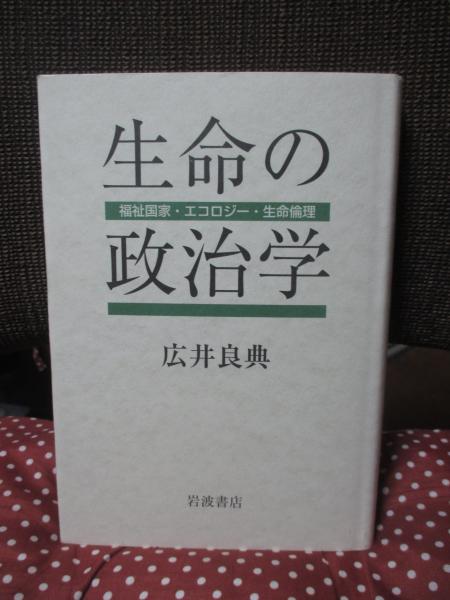 生命の
福祉国家・エコロジー・生命倫理
政治学
広井良典
岩波書店